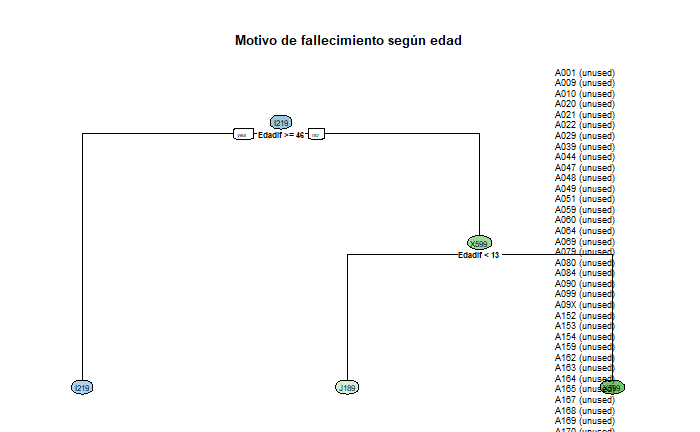 Motivo de fallecimiento según edad
I219
yes
Edadif >= 46
no
X599
Edadif < 13
I219
J189
X599
A001 (unused)
A009 (unused)
A010 (unused)
A020 (unused)
A021 (unused)
A022 (unused)
A029 (unused)
A039 (unused)
A044 (unused)
A047 (unused)
A048 (unused)
A049 (unused)
A051 (unused)
A059 (unused)
A060 (unused)
A064 (unused)
A069 (unused)
A079 (unused)
A080 (unused)
A084 (unused)
A090 (unused)
A099 (unused)
A09X (unused)
A152 (unused)
A153 (unused)
A154 (unused)
A159 (unused)
A162 (unused)
A163 (unused)
A164 (unused)
A165 (unused)
A167 (unused)
A168 (unused)
A169 (unused)
A170 (unused)